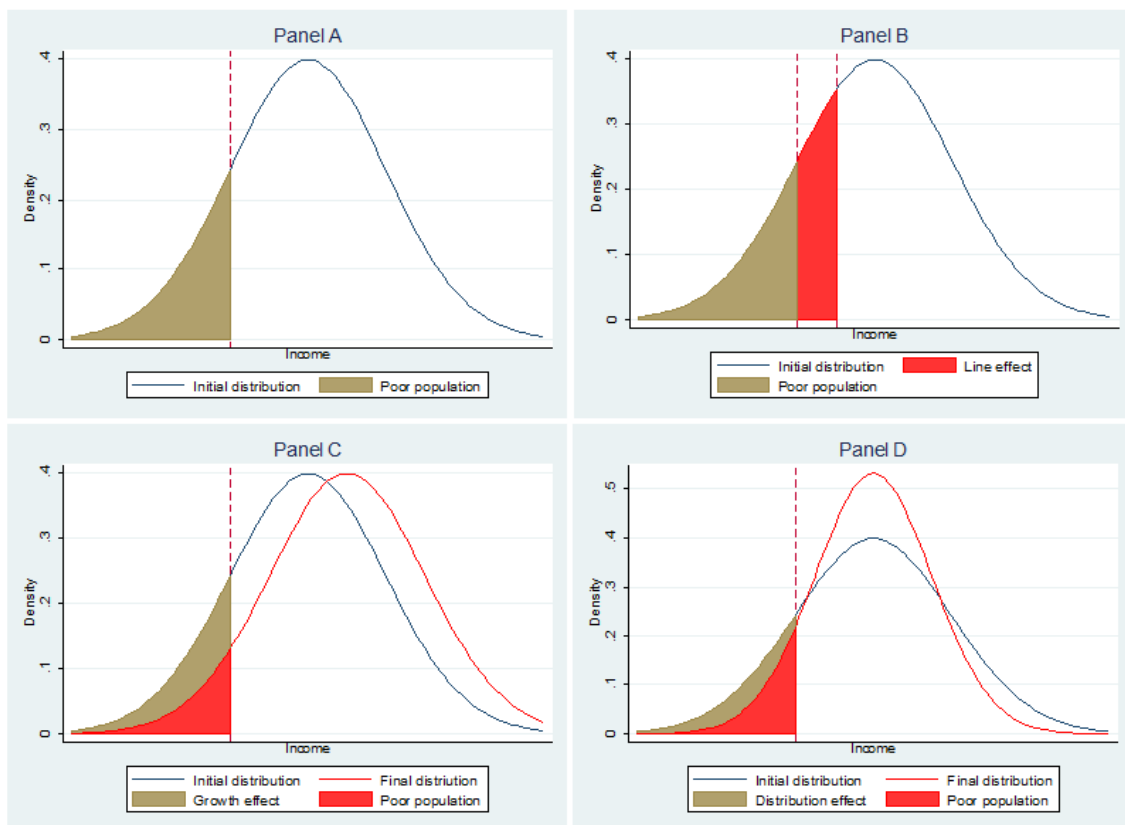 Panel A
.4
.3
.2
.1
0
Density
Income
Initial distribution
Poor population
Panel B
.4
.3
.2
.1
0
Density
Income
Initial distribution
Line effect
Poor population
Panel C
.4
.3
.2
.1
0
Density
Income
Initial distribution
Final distriution
Growth effect
Poor population
Panel D
.5
.4
.3
.2
.1
0
Density
Income
Initial distribution
Final distribution
Distribution effect
Poor population